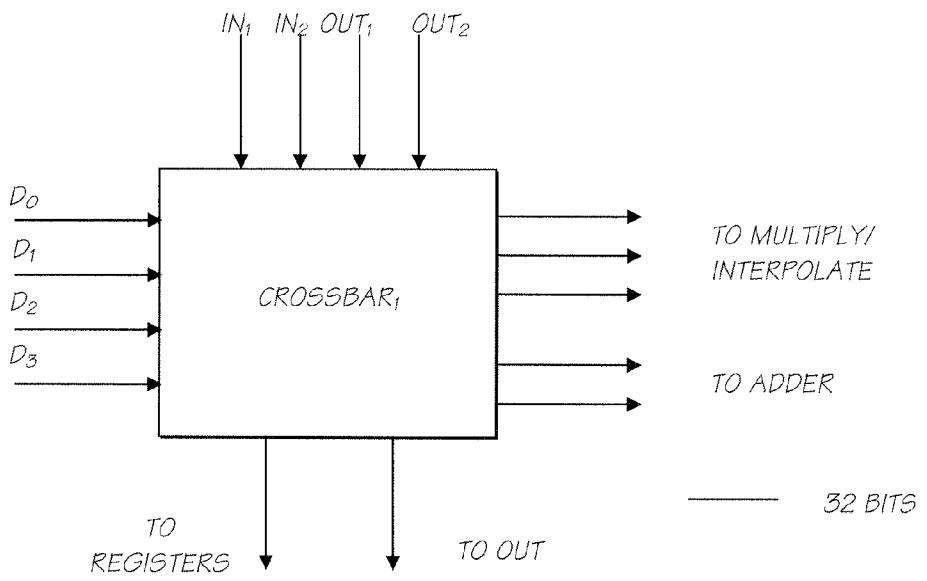 IN₁ IN₂ OUT₁ OUT₂
D₀
D₁
D₂
D₃
CROSSBAR₁
TO MULTIPLY/
INTERPOLATE
TO ADDER
32 BITS
TO
REGISTERS
TO OUT